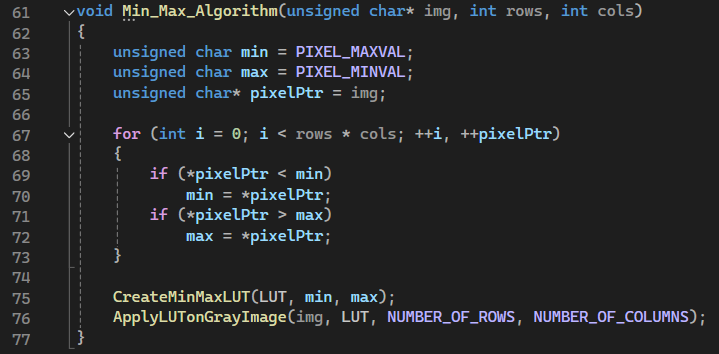 61 void Min_Max_Algorithm(unsigned char* img, int rows, int cols)
62 {
63     unsigned char min = PIXEL_MAXVAL;
64     unsigned char max = PIXEL_MINVAL;
65     unsigned char* pixelPtr = img;
66
67     for (int i = 0; i < rows * cols; ++i, ++pixelPtr)
68     {
69         if (*pixelPtr < min)
70             min = *pixelPtr;
71         if (*pixelPtr > max)
72             max = *pixelPtr;
73     }
74
75     CreateMinMaxLUT(LUT, min, max);
76     ApplyLUTonGrayImage(img, LUT, NUMBER_OF_ROWS, NUMBER_OF_COLUMNS);
77 }